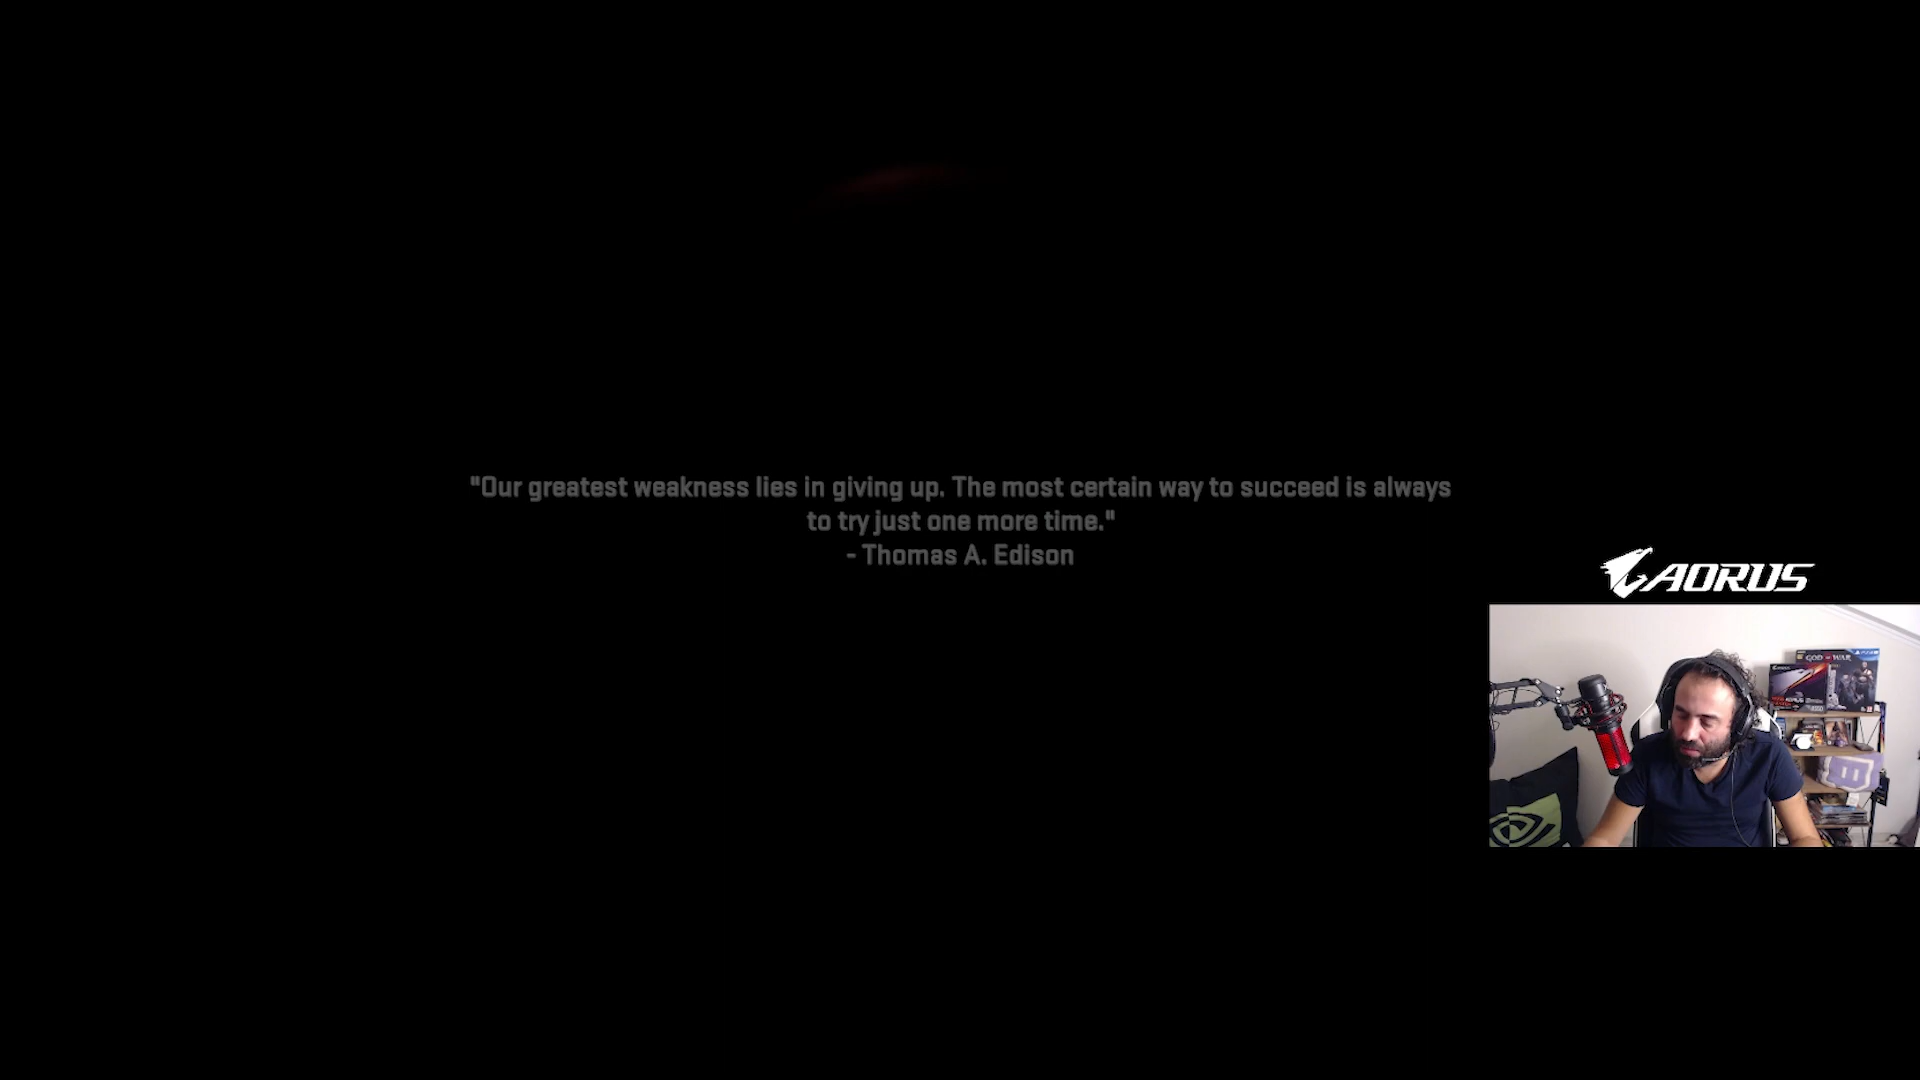 "Our greatest weakness lies in giving up. The most certain way to succeed is always
to try just one more time."
- Thomas A. Edison
AORUS
GOD OF WAR